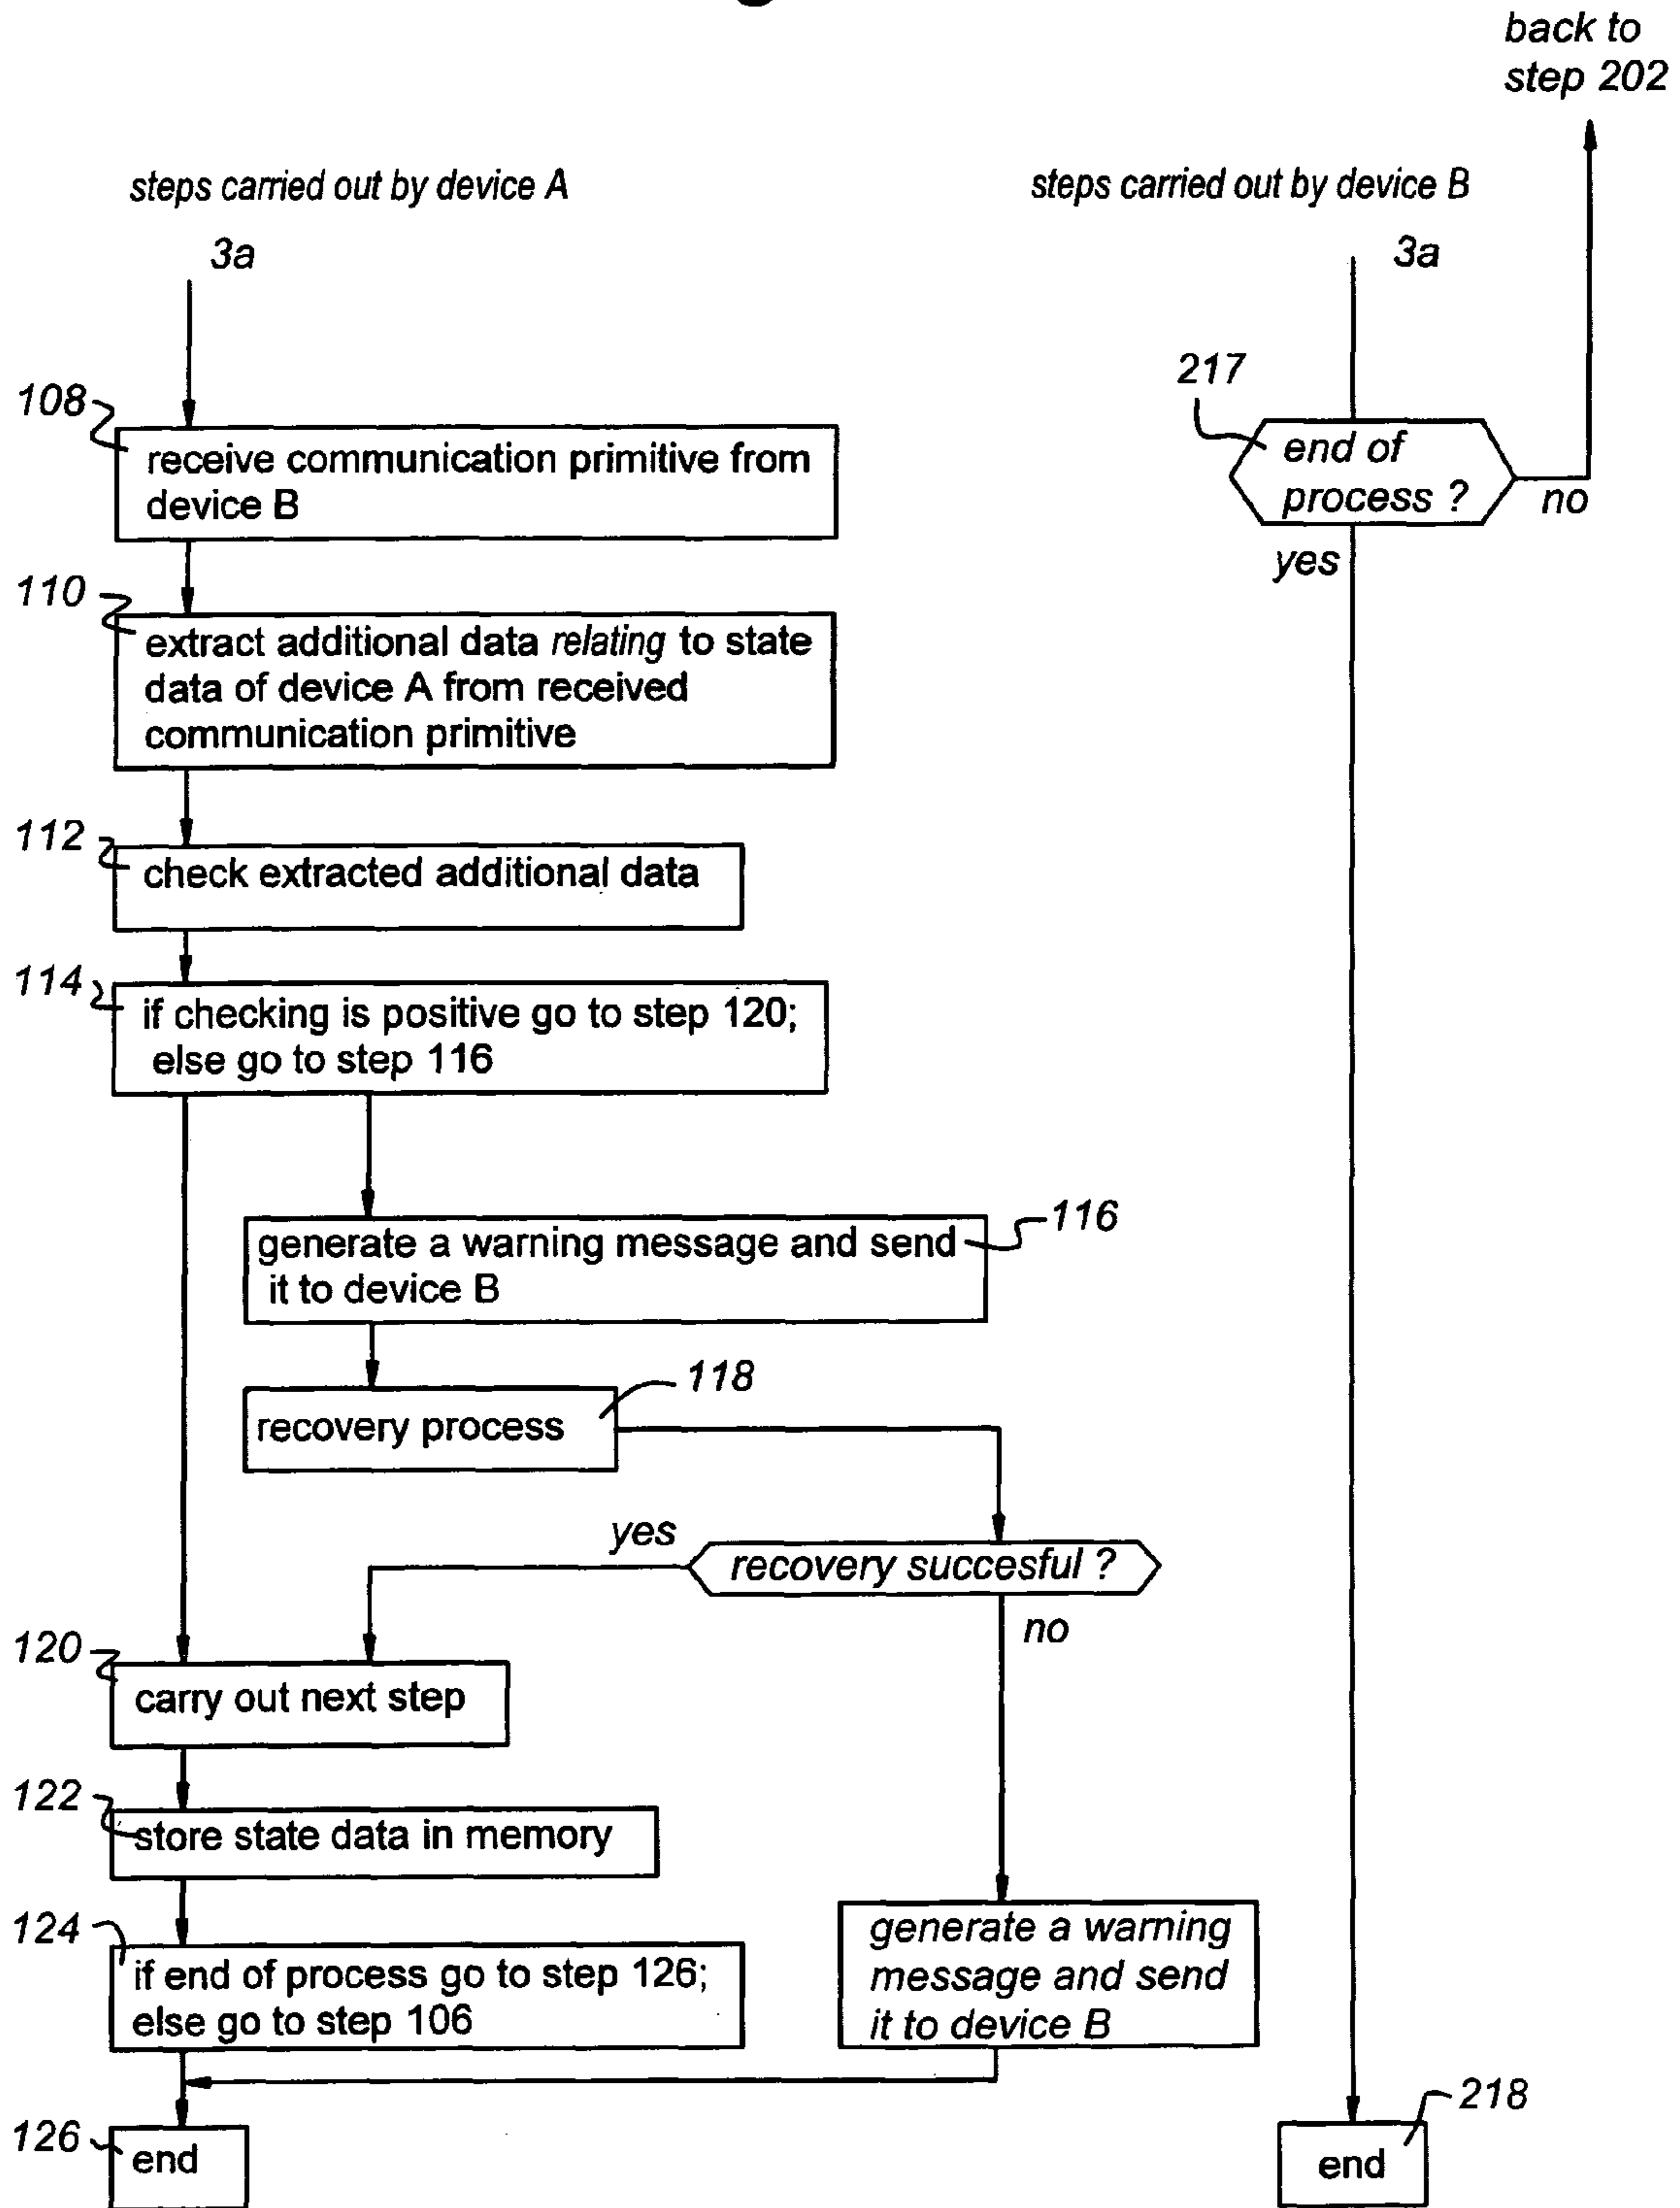 back to
step 202
steps carried out by device A
3a
steps carried out by device B
3a
217
end of
process ?
no
yes
108
receive communication primitive from
device B
110
extract additional data relating to state
data of device A from received
communication primitive
112
check extracted additional data
114
if checking is positive go to step 120;
else go to step 116
116
generate a warning message and send
it to device B
118
recovery process
yes
recovery succesful ?
no
120
carry out next step
122
store state data in memory
124
if end of process go to step 126;
else go to step 106
generate a warning
message and send
it to device B
126
end
218
end